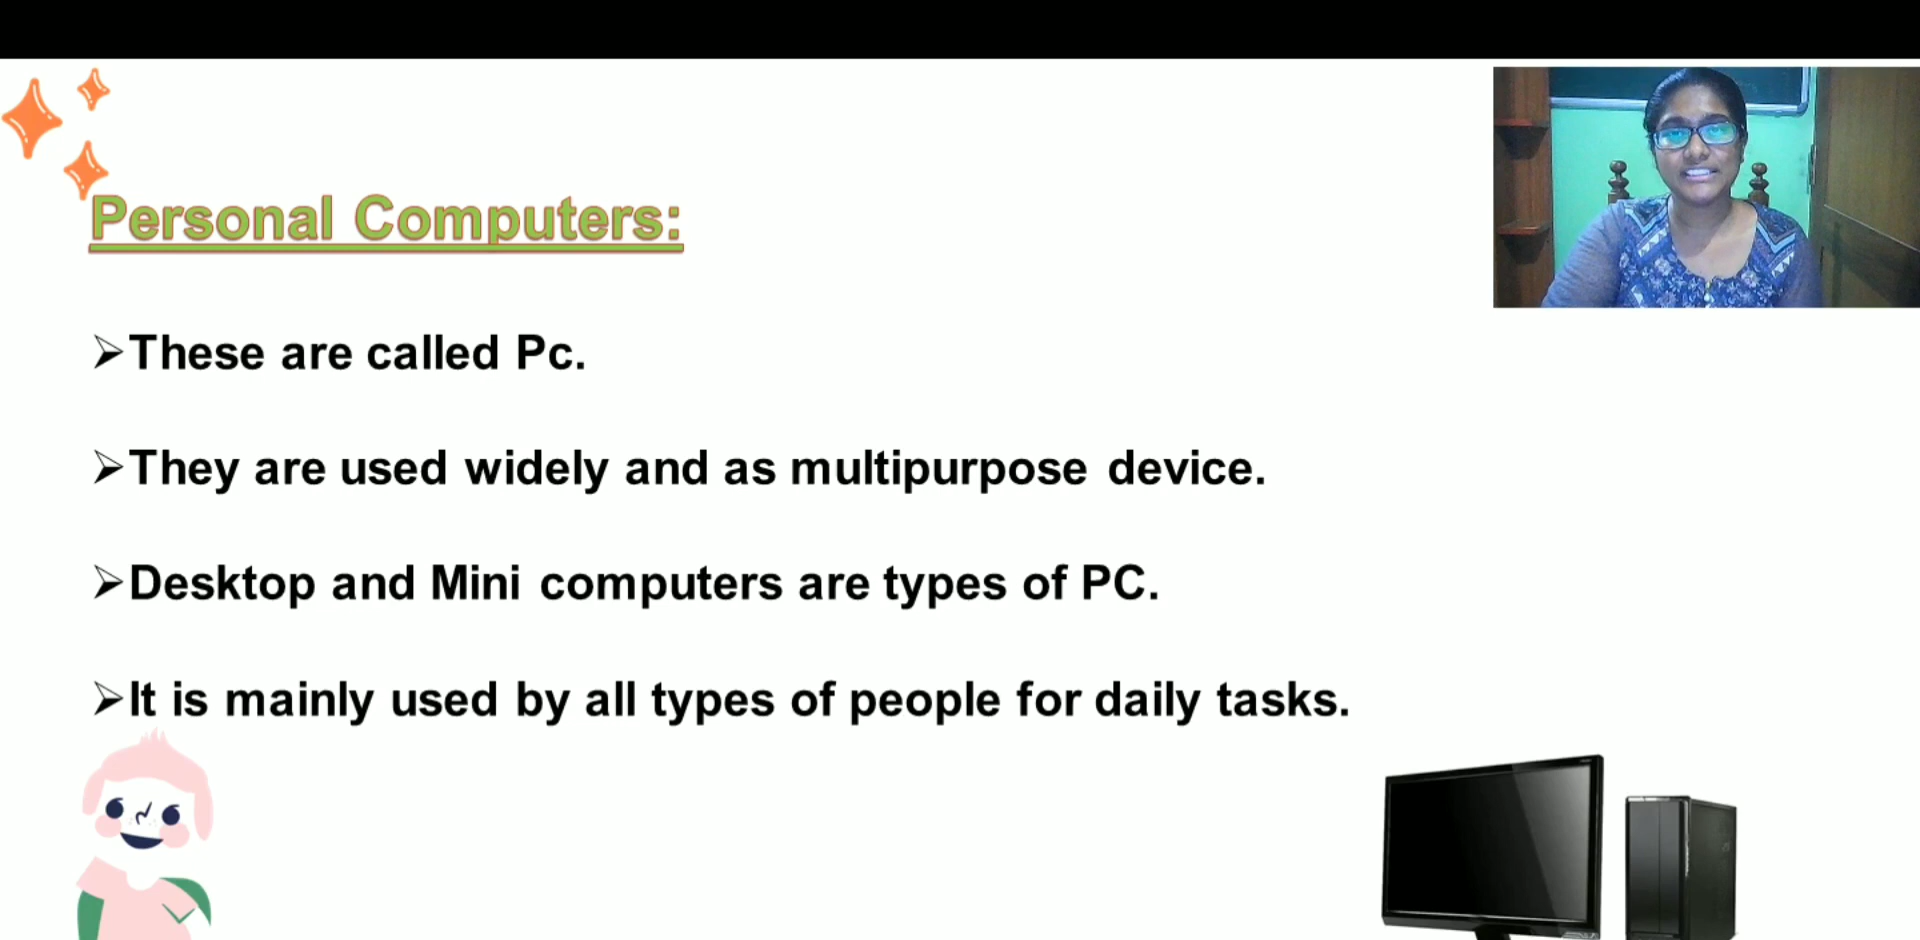 Personal Computers:
➢These are called Pc.
➢They are used widely and as multipurpose device.
➢Desktop and Mini computers are types of PC.
➢It is mainly used by all types of people for daily tasks.